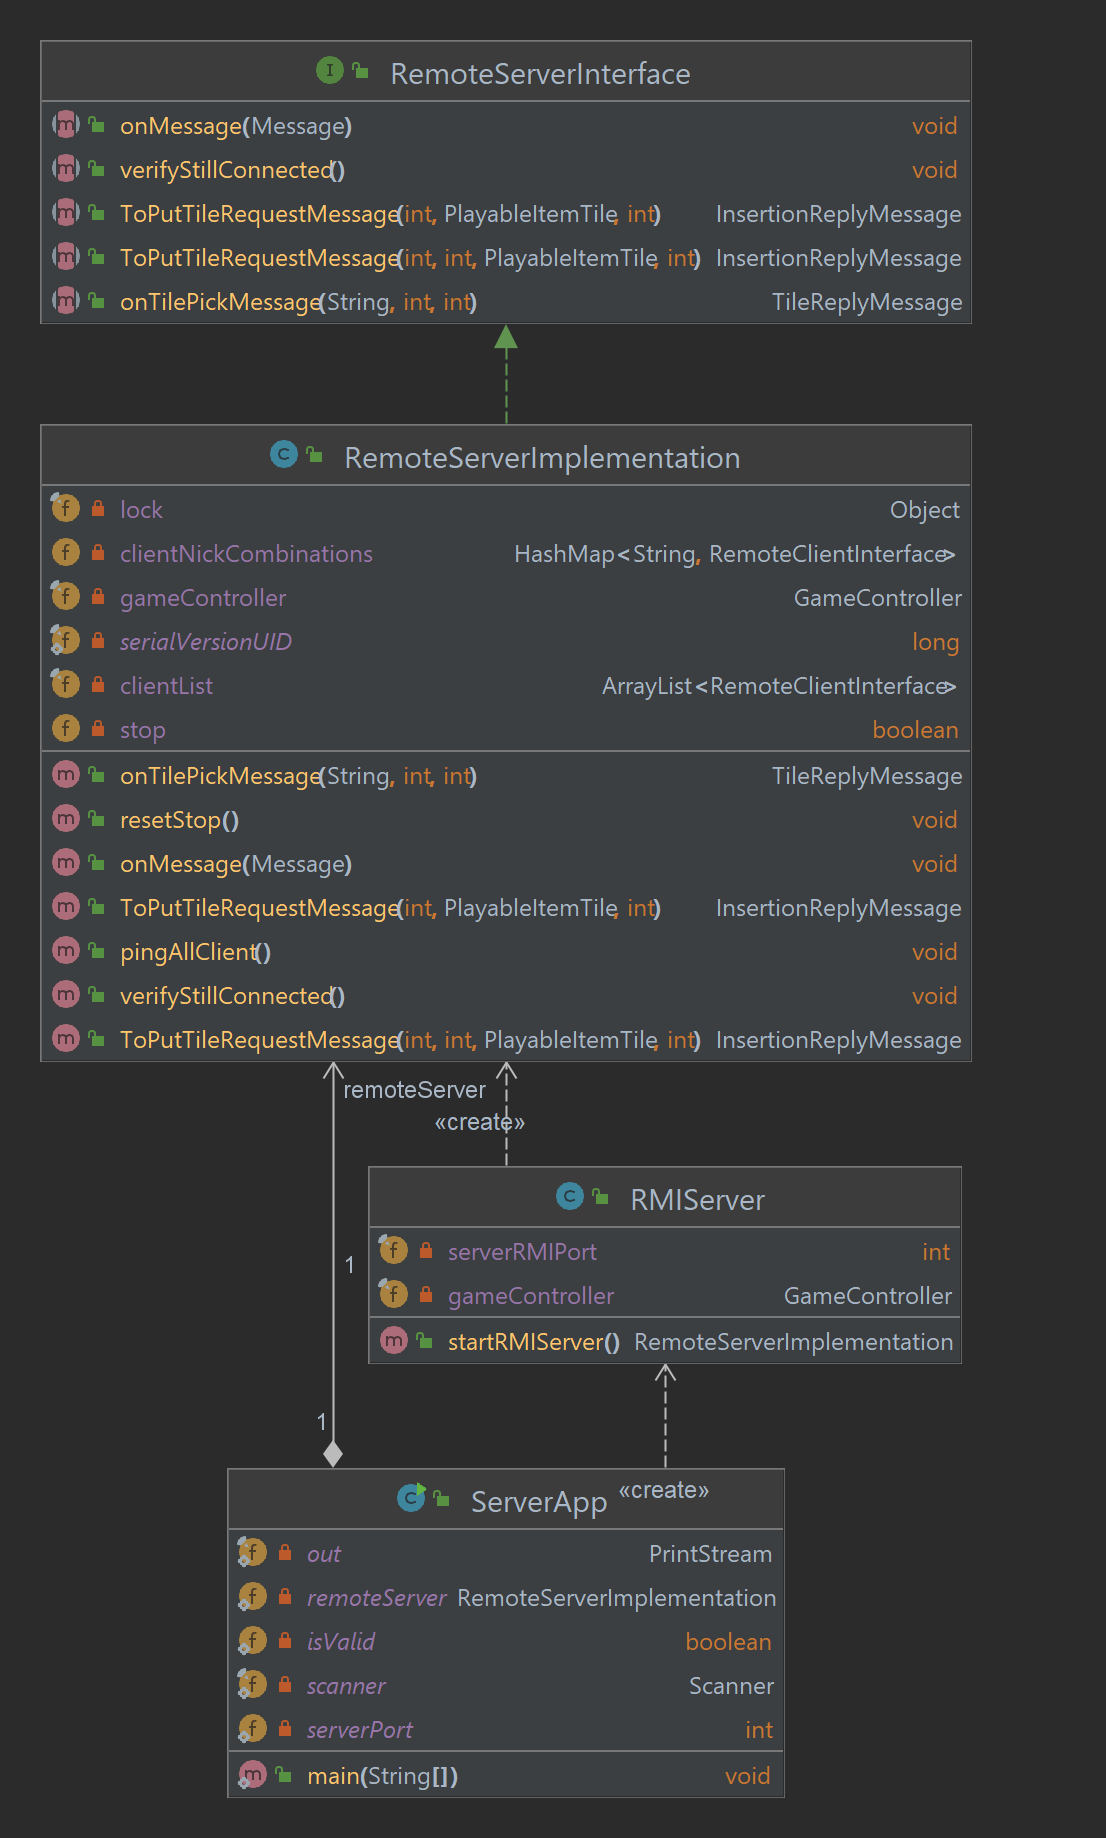 I RemoteServerInterface
m onMessage(Message) void
m verifyStillConnected() void
m ToPutTileRequestMessage(int, PlayableItemTile, int) InsertionReplyMessage
m ToPutTileRequestMessage(int, int, PlayableItemTile, int) InsertionReplyMessage
m onTilePickMessage(String, int, int) TileReplyMessage
C RemoteServerImplementation
f lock Object
f clientNickCombinations HashMap<String, RemoteClientInterface>
f gameController GameController
f serialVersionUID long
f clientList ArrayList<RemoteClientInterface>
f stop boolean
m onTilePickMessage(String, int, int) TileReplyMessage
m resetStop() void
m onMessage(Message) void
m ToPutTileRequestMessage(int, PlayableItemTile, int) InsertionReplyMessage
m pingAllClient() void
m verifyStillConnected() void
m ToPutTileRequestMessage(int, int, PlayableItemTile, int) InsertionReplyMessage
remoteServer
«create»
C RMIServer
f serverRMIPort int
1
f gameController GameController
m startRMIServer() RemoteServerImplementation
1
C ServerApp
«create»
f out PrintStream
f remoteServer RemoteServerImplementation
f isValid boolean
f scanner Scanner
f serverPort int
m main(String[]) void